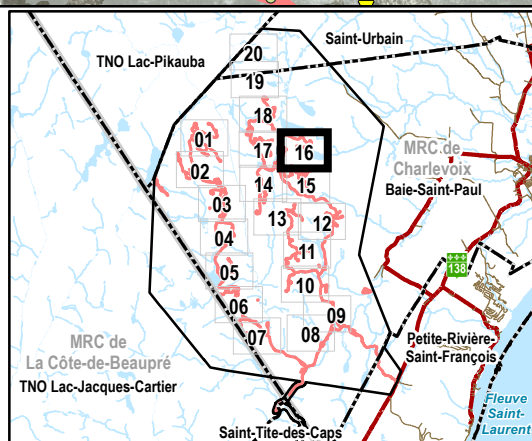 20
Saint-Urbain
TNO Lac-Pikauba
19
18
01
17
16
MRC de
Charlevoix
Baie-Saint-Paul
02
14
15
03
13
12
04
11
05
138
10
06
09
07
08
MRC de
La Côte-de-Beaupré
TNO Lac-Jacques-Cartier
Petite-Rivière-
Saint-François
Fleuve
Saint-
Laurent
Saint-Tite-des-Caps